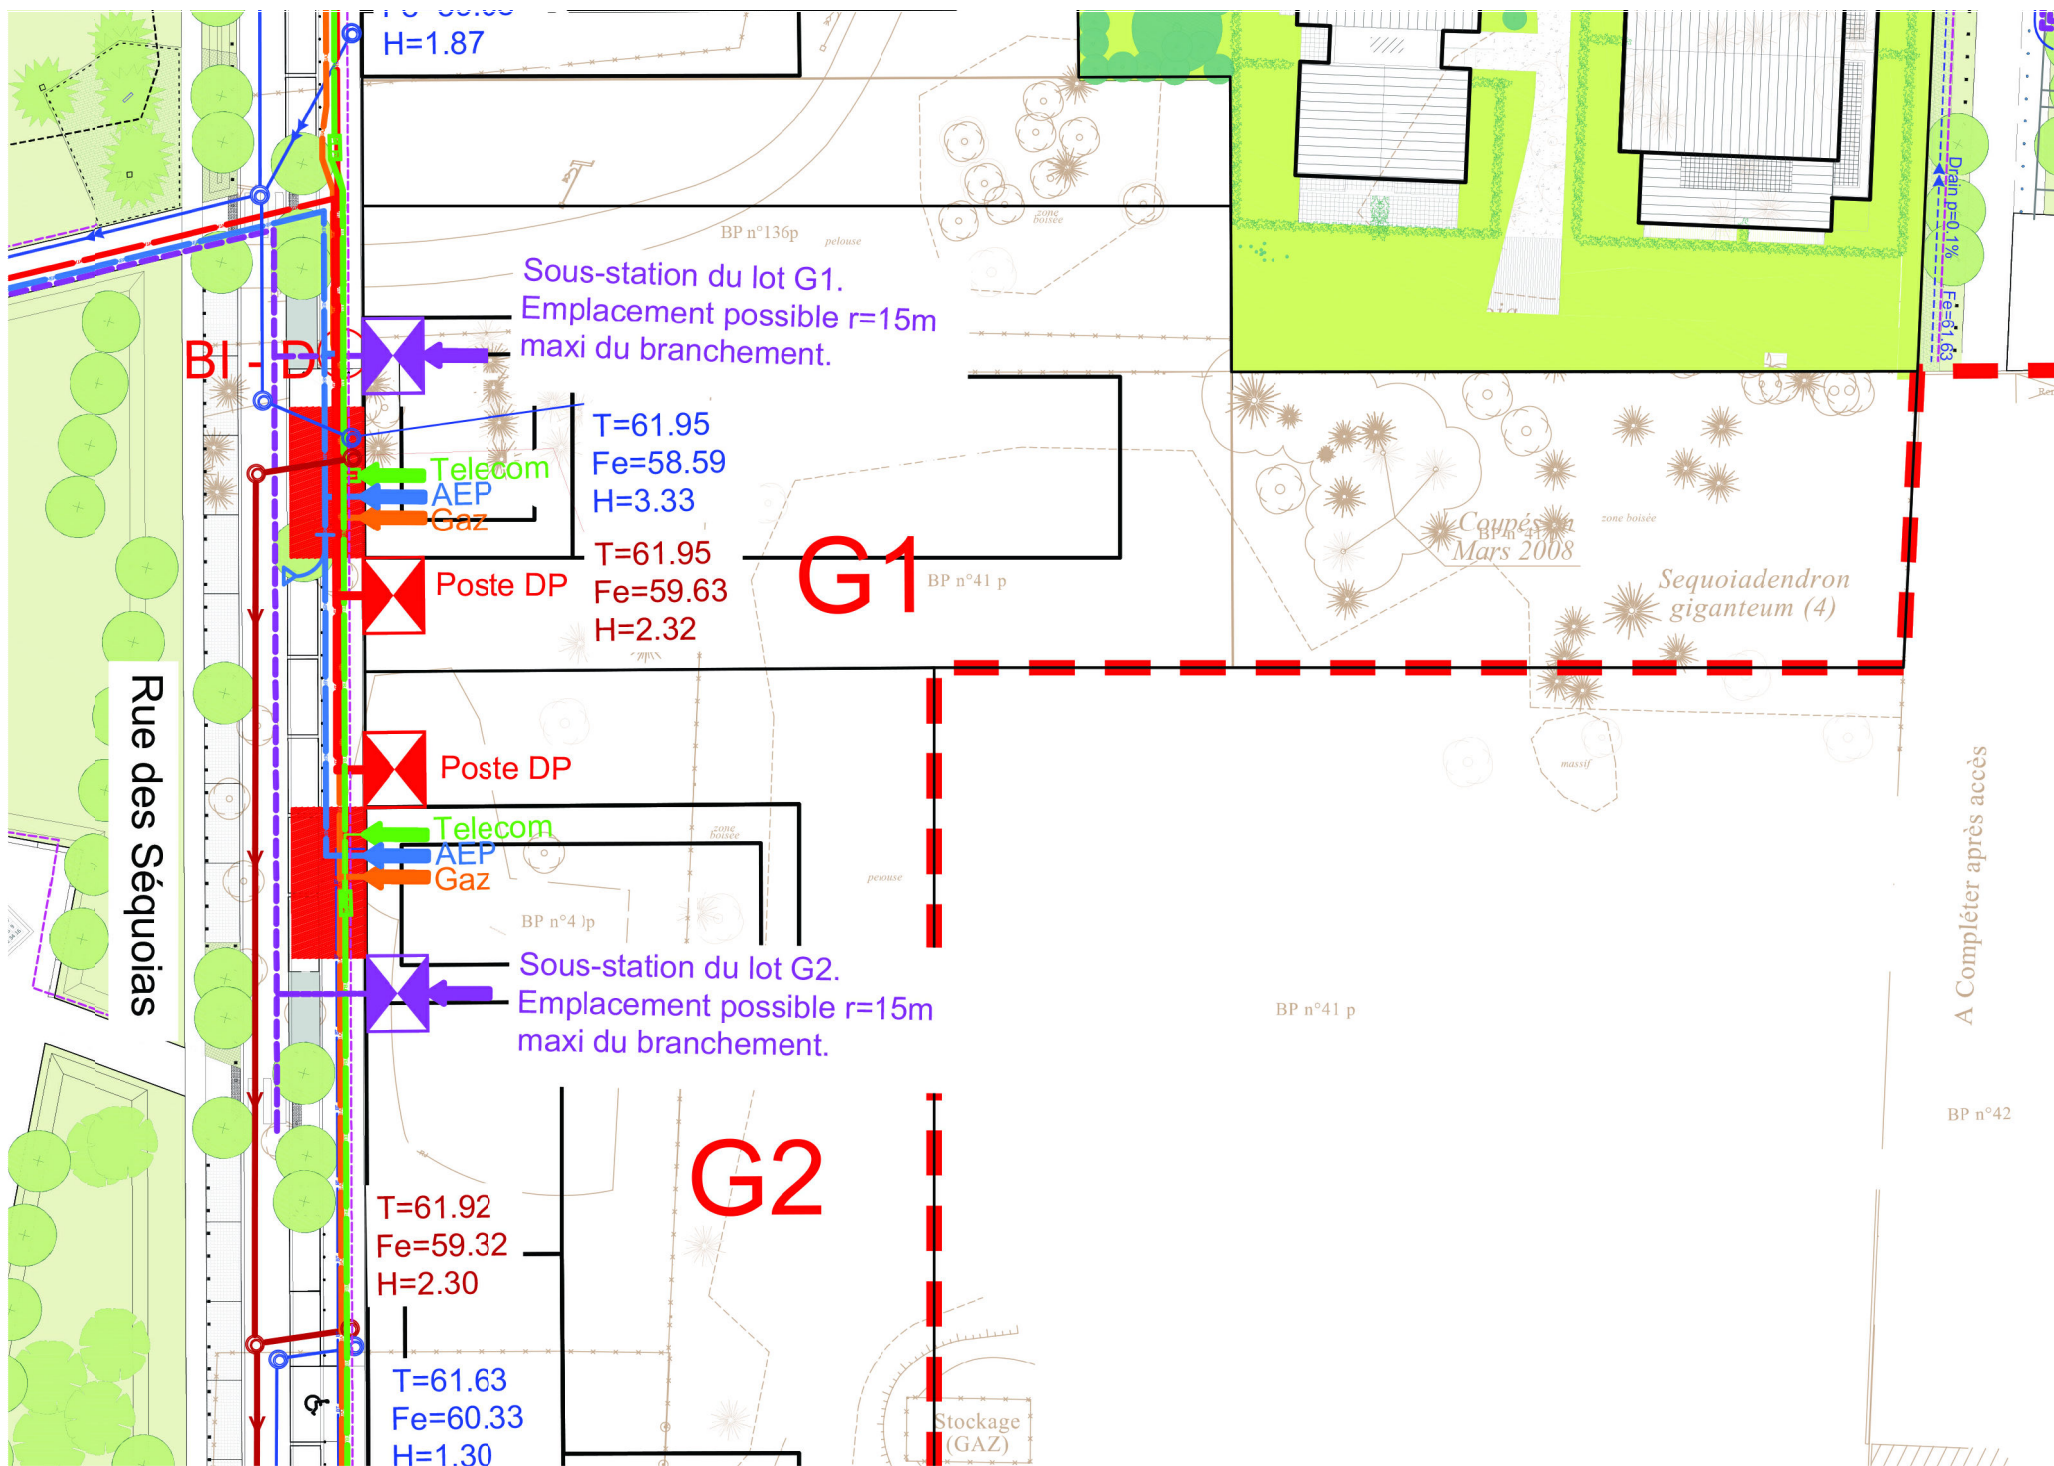 H=1.87
BP n°136p
pelouse
zone
boisée
Sous-station du lot G1.
Emplacement possible r=15m
maxi du branchement.
Drain p=0.1%
Fe=61.63
T=61.95
Fe=58.59
H=3.33
Telecom
AEP
Gaz
T=61.95
Fe=59.63
H=2.32
Poste DP
G1
BP n°41 p
Coupés en
Mars 2008
zone boisée
Sequoiadendron
giganteum (4)
Rue des Séquoias
Poste DP
Telecom
AEP
Gaz
zone
boisée
pelouse
massif
A Compléter après accès
Sous-station du lot G2.
Emplacement possible r=15m
maxi du branchement.
BP n°41 p
BP n°42
G2
T=61.92
Fe=59.32
H=2.30
T=61.63
Fe=60.33
H=1.30
Stockage
(GAZ)